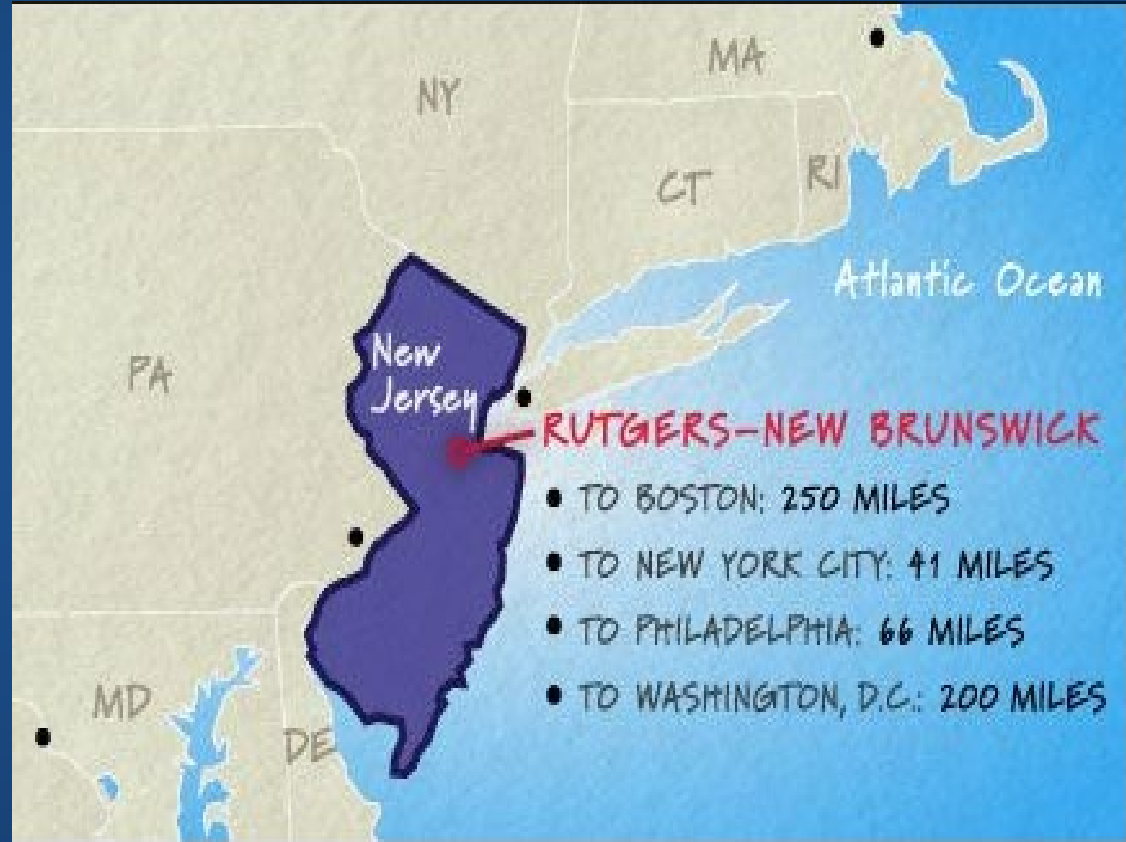 MA
NY
CT
RI
Atlantic Ocean
New
Jersey
PA
RUTGERS–NEW BRUNSWICK
• TO BOSTON: 250 MILES
• TO NEW YORK CITY: 41 MILES
• TO PHILADELPHIA: 66 MILES
• TO WASHINGTON, D.C.: 200 MILES
MD
DE